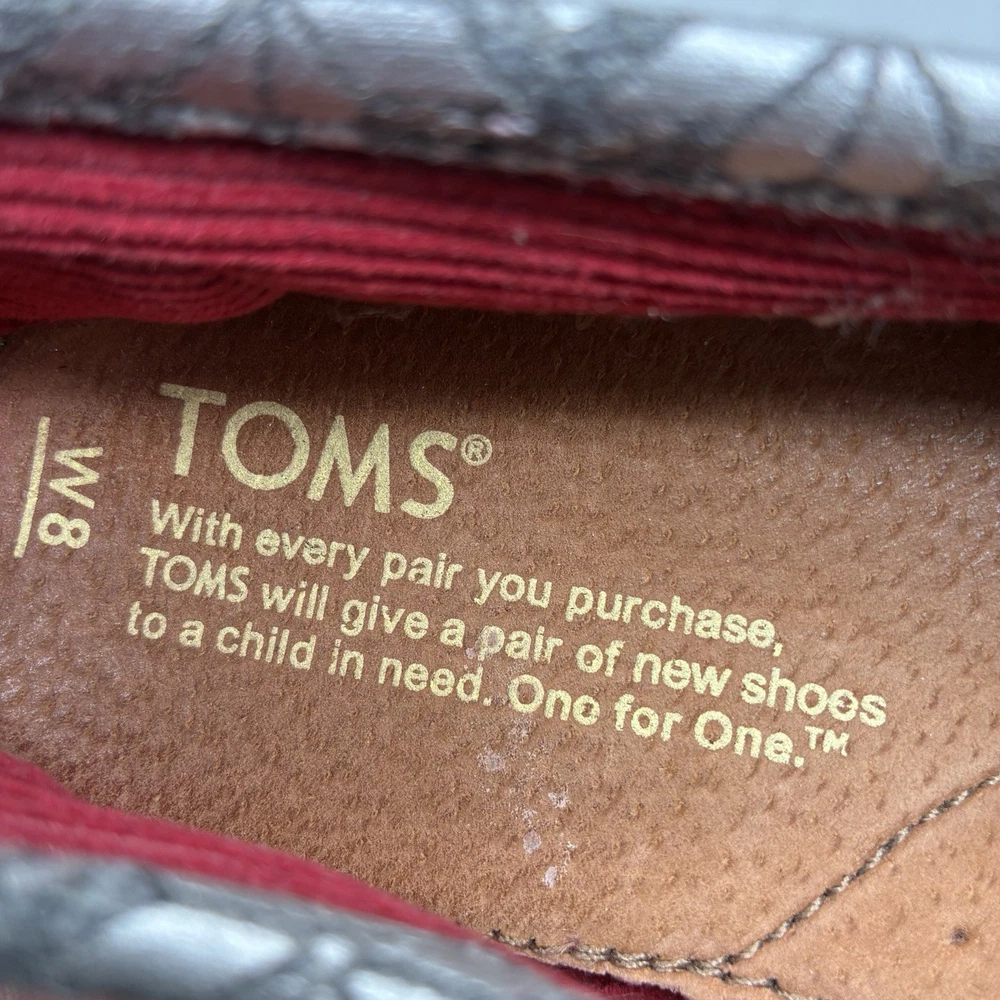 TOMS®
W8
With every pair you purchase,
TOMS will give a pair of new shoes
to a child in need. One for One.™